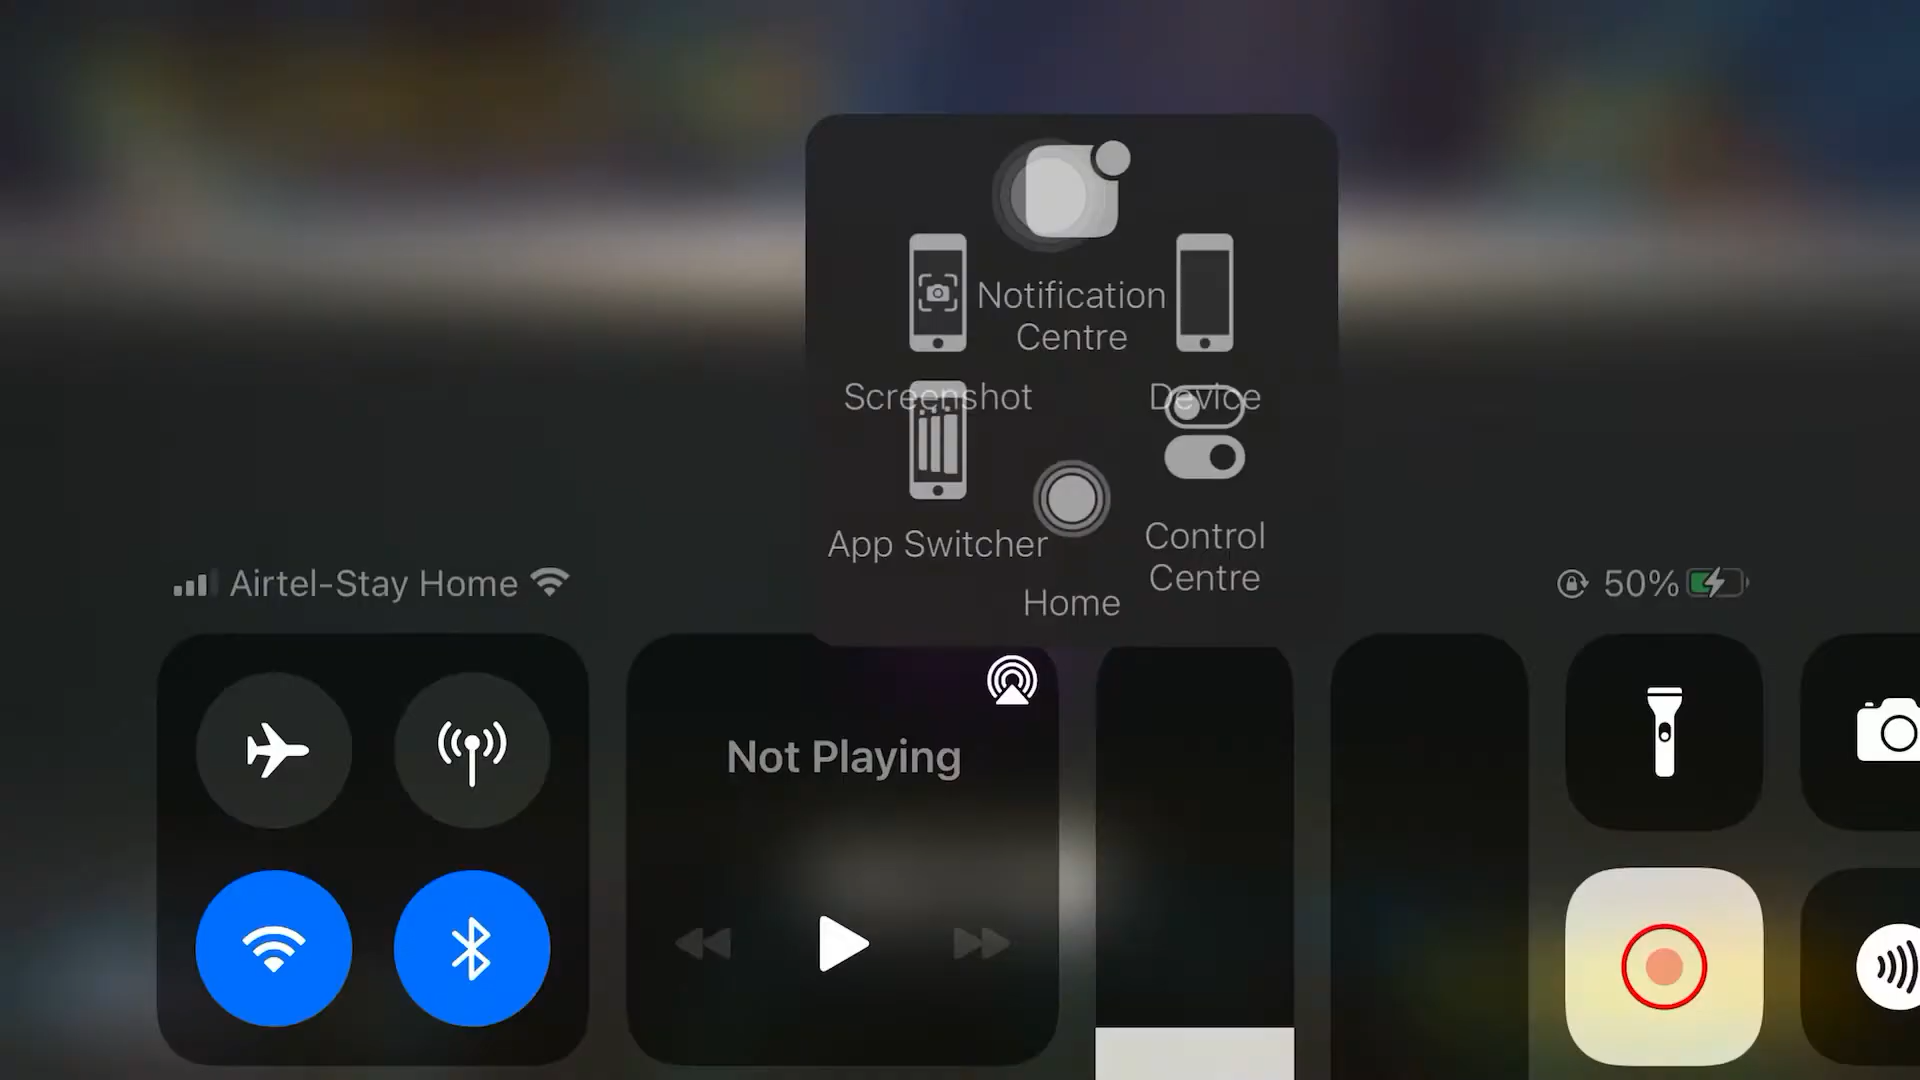 Notification
Centre
Screenshot
Device
App Switcher
Control
Centre
Home
Airtel-Stay Home
50%
Not Playing